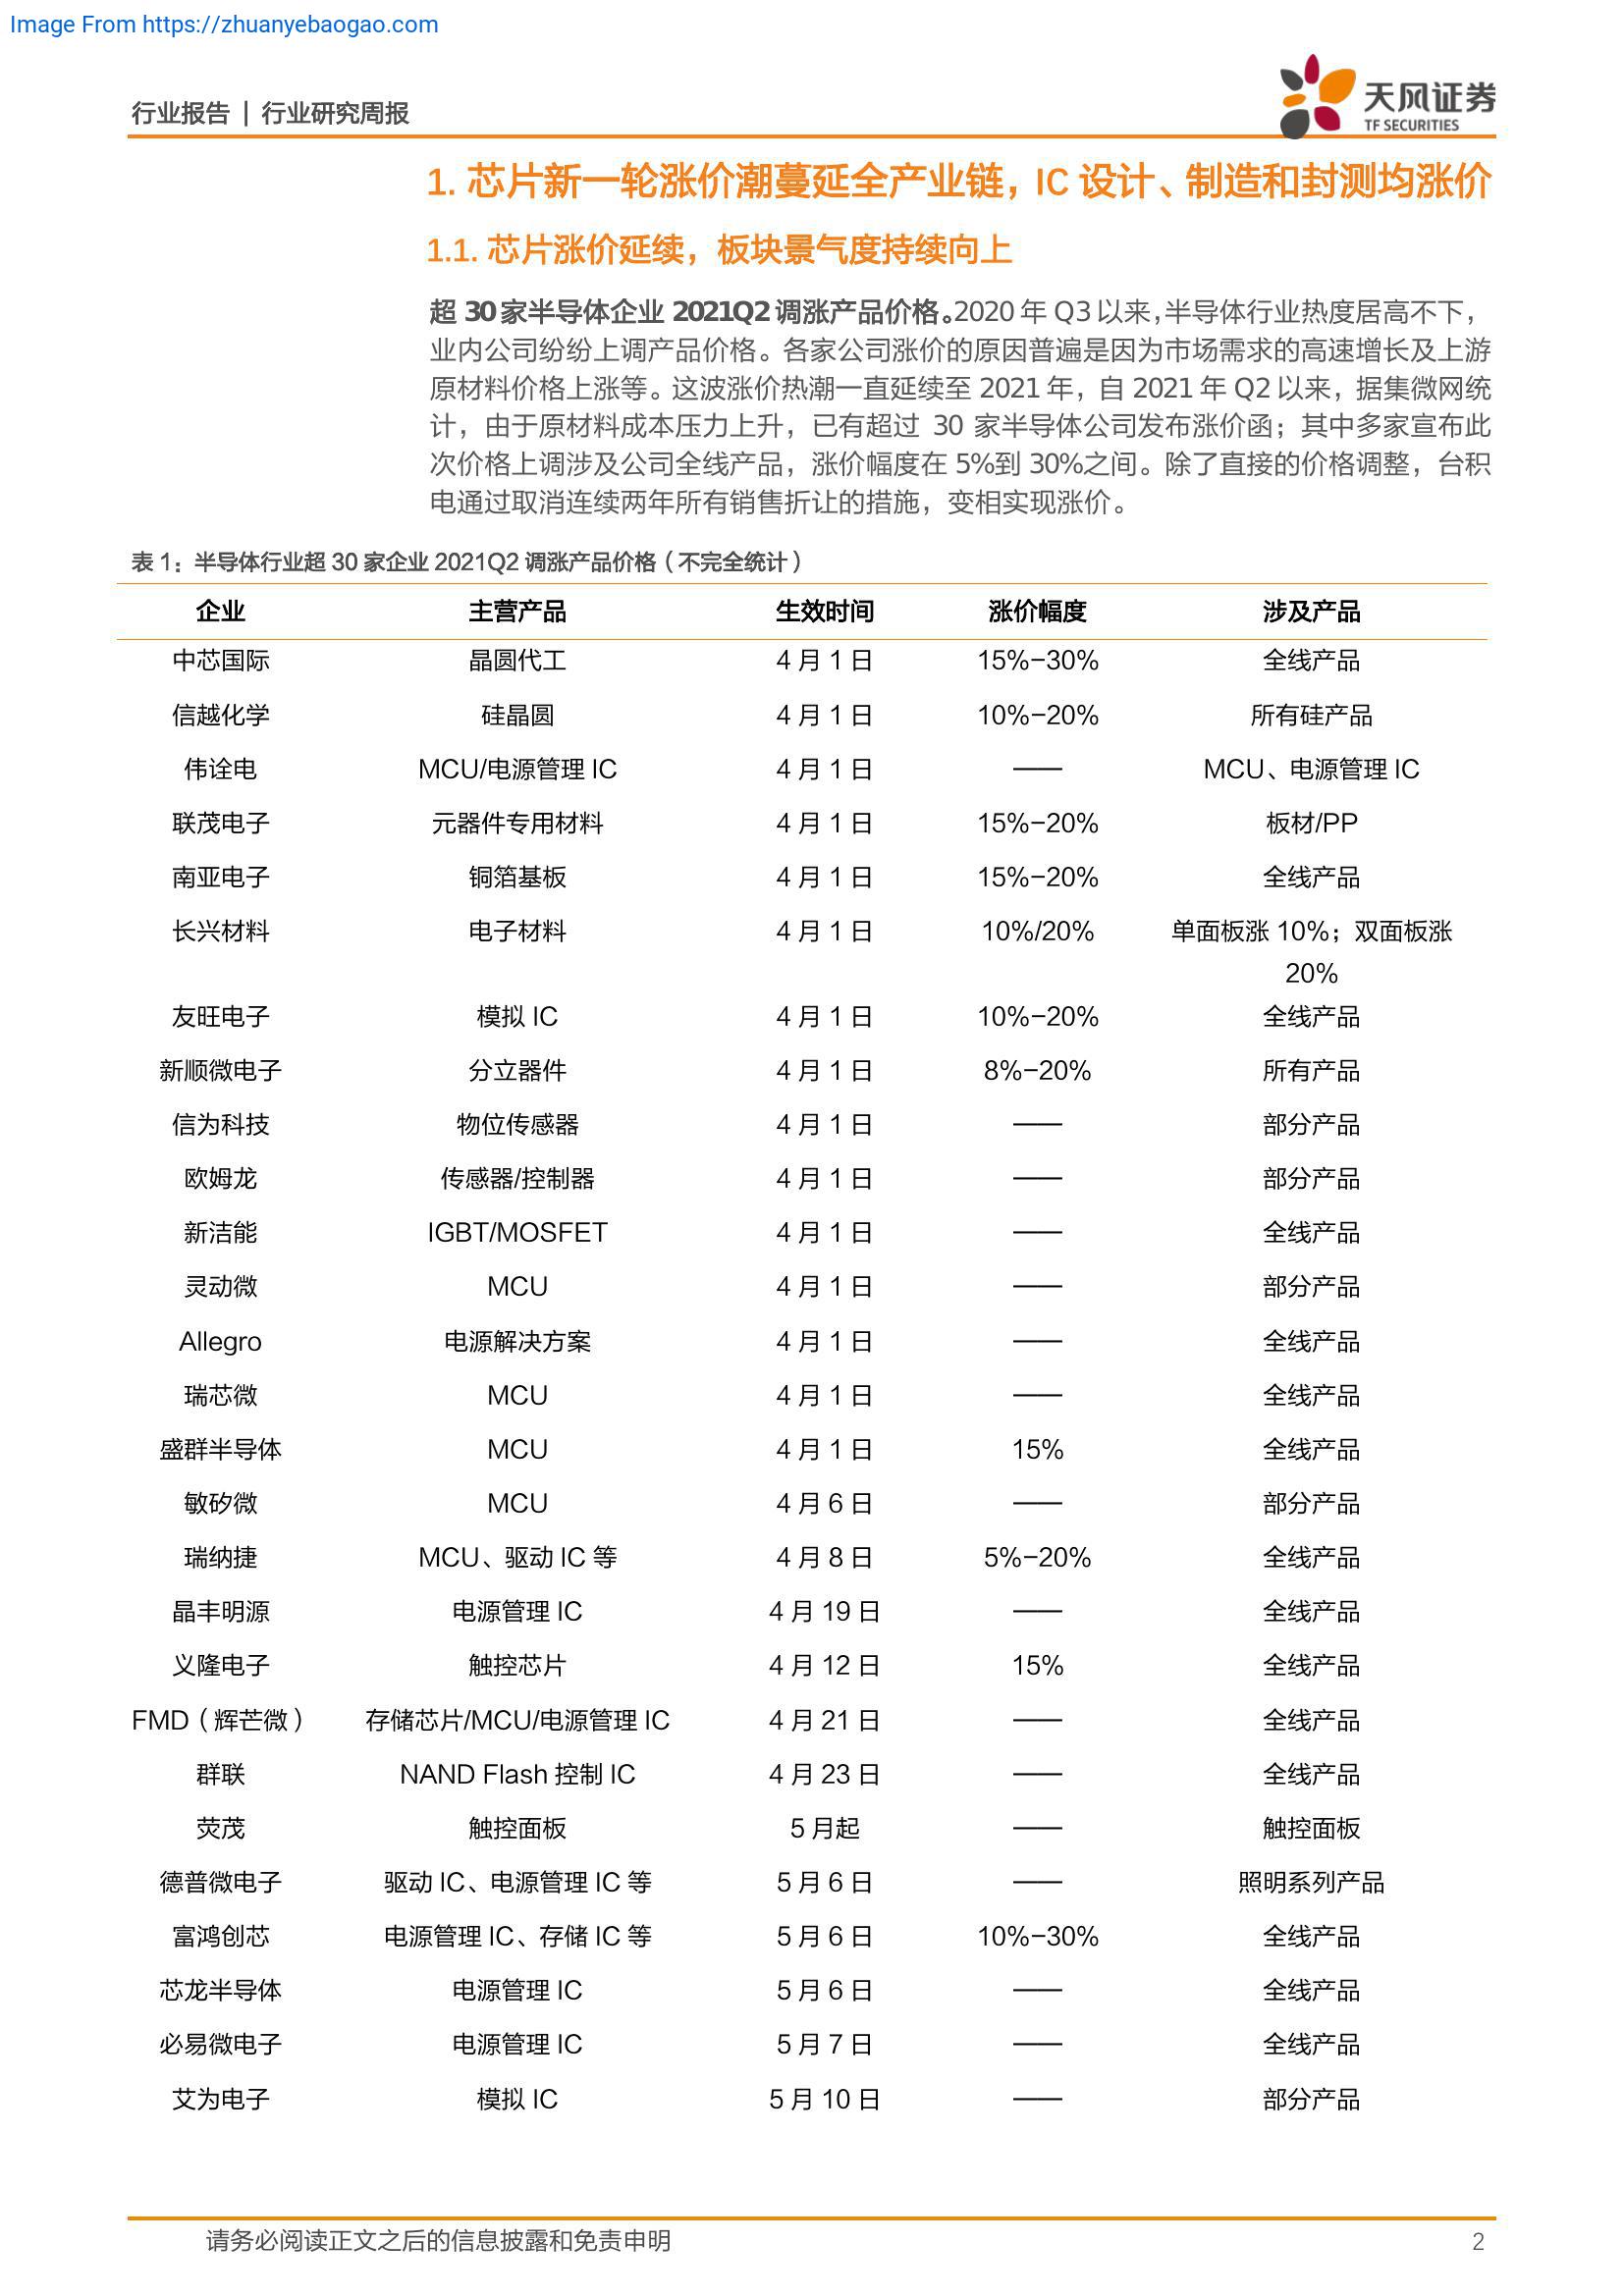 Image From https://zhuanyebaogao.com
行业报告 | 行业研究周报
天风证券
TF SECURITIES
1. 芯片新一轮涨价潮蔓延全产业链，IC 设计、制造和封测均涨价
1.1. 芯片涨价延续，板块景气度持续向上
超 30 家半导体企业 2021Q2 调涨产品价格。2020 年 Q3 以来，半导体行业热度居高不下，
业内公司纷纷上调产品价格。各家公司涨价的原因普遍是因为市场需求的高速增长及上游
原材料价格上涨等。这波涨价热潮一直延续至 2021 年，自 2021 年 Q2 以来，据集微网统
计，由于原材料成本压力上升，已有超过 30 家半导体公司发布涨价函；其中多家宣布此
次价格上调涉及公司全线产品，涨价幅度在 5%到 30%之间。除了直接的价格调整，台积
电通过取消连续两年所有销售折让的措施，变相实现涨价。
表 1：半导体行业超 30 家企业 2021Q2 调涨产品价格（不完全统计）
企业 主营产品 生效时间 涨价幅度 涉及产品
中芯国际 晶圆代工 4 月 1 日 15%-30% 全线产品
信越化学 硅晶圆 4 月 1 日 10%-20% 所有硅产品
伟诠电 MCU/电源管理 IC 4 月 1 日 —— MCU、电源管理 IC
联茂电子 元器件专用材料 4 月 1 日 15%-20% 板材/PP
南亚电子 铜箔基板 4 月 1 日 15%-20% 全线产品
长兴材料 电子材料 4 月 1 日 10%/20% 单面板涨 10%；双面板涨
20%
友旺电子 模拟 IC 4 月 1 日 10%-20% 全线产品
新顺微电子 分立器件 4 月 1 日 8%-20% 所有产品
信为科技 物位传感器 4 月 1 日 —— 部分产品
欧姆龙 传感器/控制器 4 月 1 日 —— 部分产品
新洁能 IGBT/MOSFET 4 月 1 日 —— 全线产品
灵动微 MCU 4 月 1 日 —— 部分产品
Allegro 电源解决方案 4 月 1 日 —— 全线产品
瑞芯微 MCU 4 月 1 日 —— 全线产品
盛群半导体 MCU 4 月 1 日 15% 全线产品
敏矽微 MCU 4 月 6 日 —— 部分产品
瑞纳捷 MCU、驱动 IC 等 4 月 8 日 5%-20% 全线产品
晶丰明源 电源管理 IC 4 月 19 日 —— 全线产品
义隆电子 触控芯片 4 月 12 日 15% 全线产品
FMD（辉芒微） 存储芯片/MCU/电源管理 IC 4 月 21 日 —— 全线产品
群联 NAND Flash 控制 IC 4 月 23 日 —— 全线产品
荧茂 触控面板 5 月起 —— 触控面板
德普微电子 驱动 IC、电源管理 IC 等 5 月 6 日 —— 照明系列产品
富鸿创芯 电源管理 IC、存储 IC 等 5 月 6 日 10%-30% 全线产品
芯龙半导体 电源管理 IC 5 月 6 日 —— 全线产品
必易微电子 电源管理 IC 5 月 7 日 —— 全线产品
艾为电子 模拟 IC 5 月 10 日 —— 部分产品
请务必阅读正文之后的信息披露和免责申明 2